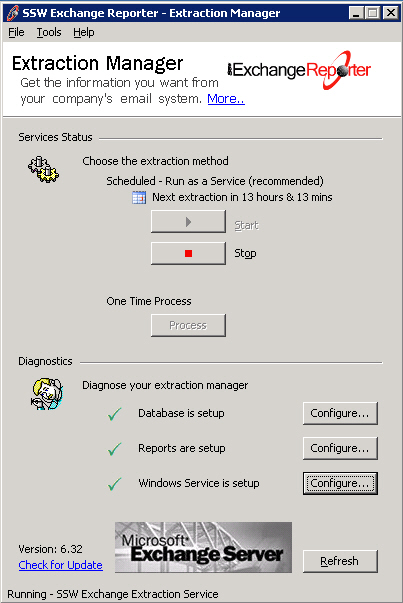 SSW Exchange Reporter - Extraction Manager
File Tools Help
Extraction Manager
ExchangeReporter
Get the information you want from
your company's email system. More..
Services Status
Choose the extraction method
Scheduled - Run as a Service (recommended)
Next extraction in 13 hours & 13 mins
Start
Stop
One Time Process
Process
Diagnostics
Diagnose your extraction manager
Database is setup Configure...
Reports are setup Configure...
Windows Service is setup Configure...
Microsoft®
Exchange Server
Version: 6.32
Check for Update
Refresh
Running - SSW Exchange Extraction Service